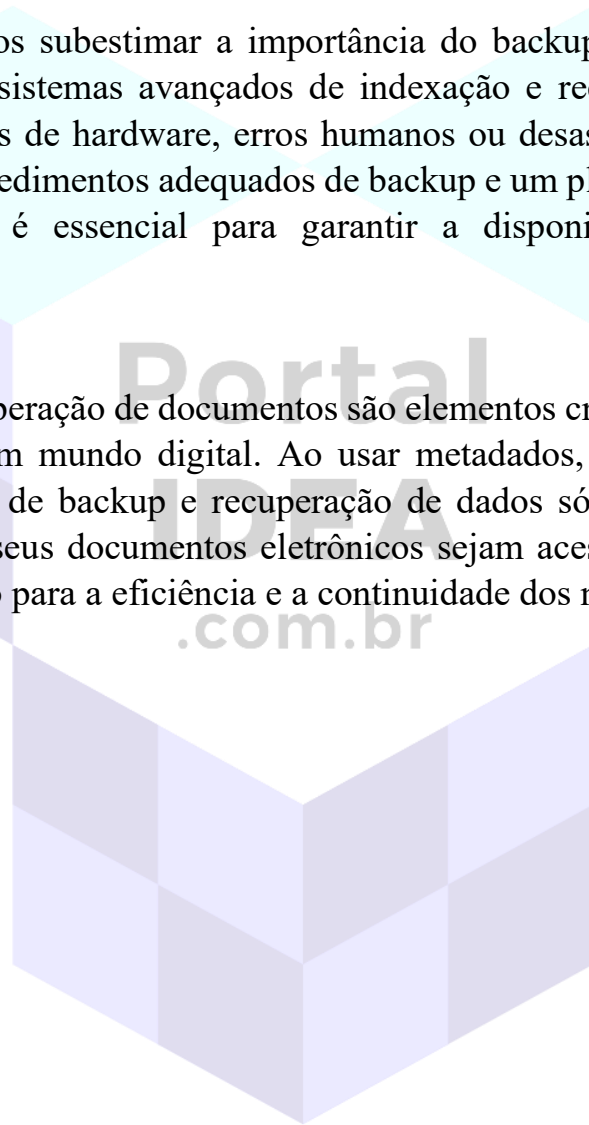 os subestimar a importância do backup
sistemas avançados de indexação e re
s de hardware, erros humanos ou desas
edimentos adequados de backup e um pl
é essencial para garantir a disponi
Portal
peração de documentos são elementos cr
m mundo digital. Ao usar metadados,
de backup e recuperação de dados só
IDEA
seus documentos eletrônicos sejam aces
o para a eficiência e a continuidade dos n
.com.br